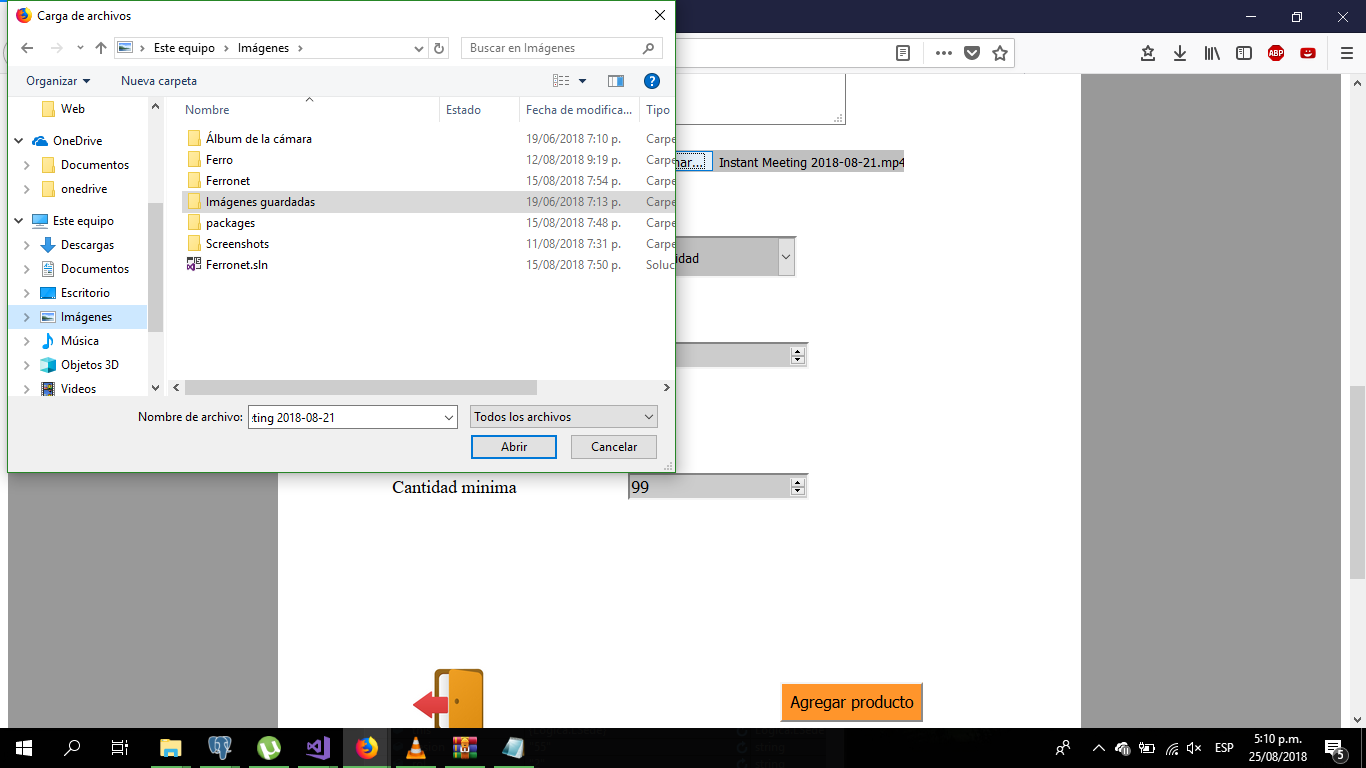 Carga de archivos
Este equipo Imágenes
Buscar en Imágenes
Organizar
Nueva carpeta
Nombre Estado Fecha de modifica... Tipo
Web
OneDrive
Documentos
onedrive
Este equipo
Descargas
Documentos
Escritorio
Imágenes
Música
Objetos 3D
Videos
Álbum de la cámara 19/06/2018 7:10 p. Carpe
Ferro 12/08/2018 9:19 p. Carpe
Ferronet 15/08/2018 7:54 p. Carpe
Imágenes guardadas 19/06/2018 7:13 p. Carpe
packages 15/08/2018 7:48 p. Carpe
Screenshots 11/08/2018 7:31 p. Carpe
Ferronet.sln 15/08/2018 7:50 p. Soluc
Nombre de archivo: ting 2018-08-21
Todos los archivos
Abrir
Cancelar
ABP
nar... Instant Meeting 2018-08-21.mp4
idad
Cantidad minima 99
Agregar producto
ESP
5:10 p.m.
25/08/2018
5